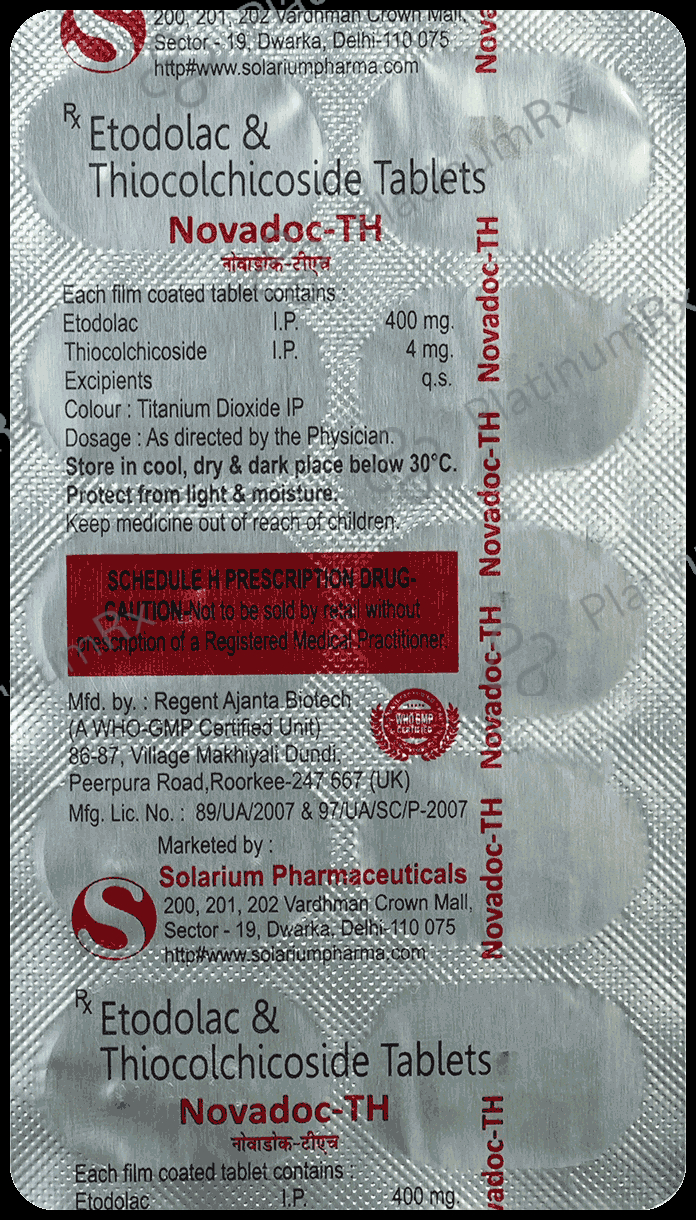 200, 201, 202 Vardhman Crown Mall,
Sector - 19, Dwarka, Delhi-110 075
http#www.solariumpharma.com
Rx Etodolac &
Thiocolchicoside Tablets
Novadoc-TH
नोवाडोक-टीएच
Each film coated tablet contains :
Etodolac I.P. 400 mg.
Thiocolchicoside I.P. 4 mg.
Excipients q.s.
Colour : Titanium Dioxide IP
Dosage : As directed by the Physician.
Store in cool, dry & dark place below 30°C.
Protect from light & moisture.
Keep medicine out of reach of children.
SCHEDULE H PRESCRIPTION DRUG-
CAUTION-Not to be sold by retail without
prescription of a Registered Medical Practitioner.
Mfd. by. : Regent Ajanta Biotech
(A WHO-GMP Certified Unit)
86-87, Village Makhiyali Dundi,
Peerpura Road,Roorkee-247 667 (UK)
WHO GMP
CERTIFIED
Mfg. Lic. No. : 89/UA/2007 & 97/UA/SC/P-2007
Marketed by :
Solarium Pharmaceuticals
200, 201, 202 Vardhman Crown Mall,
Sector - 19, Dwarka, Delhi-110 075
http#www.solariumpharma.com
Rx Etodolac &
Thiocolchicoside Tablets
Novadoc-TH
नोवाडोक-टीएच
Each film coated tablet contains :
Etodolac I.P. 400 mg.
Nova
Novadoc-TH
Novadoc-TH
Novadoc-TH
Novadoc-TH
vadoc-TH
PlatinumRx
PlatinumRx
Platinu